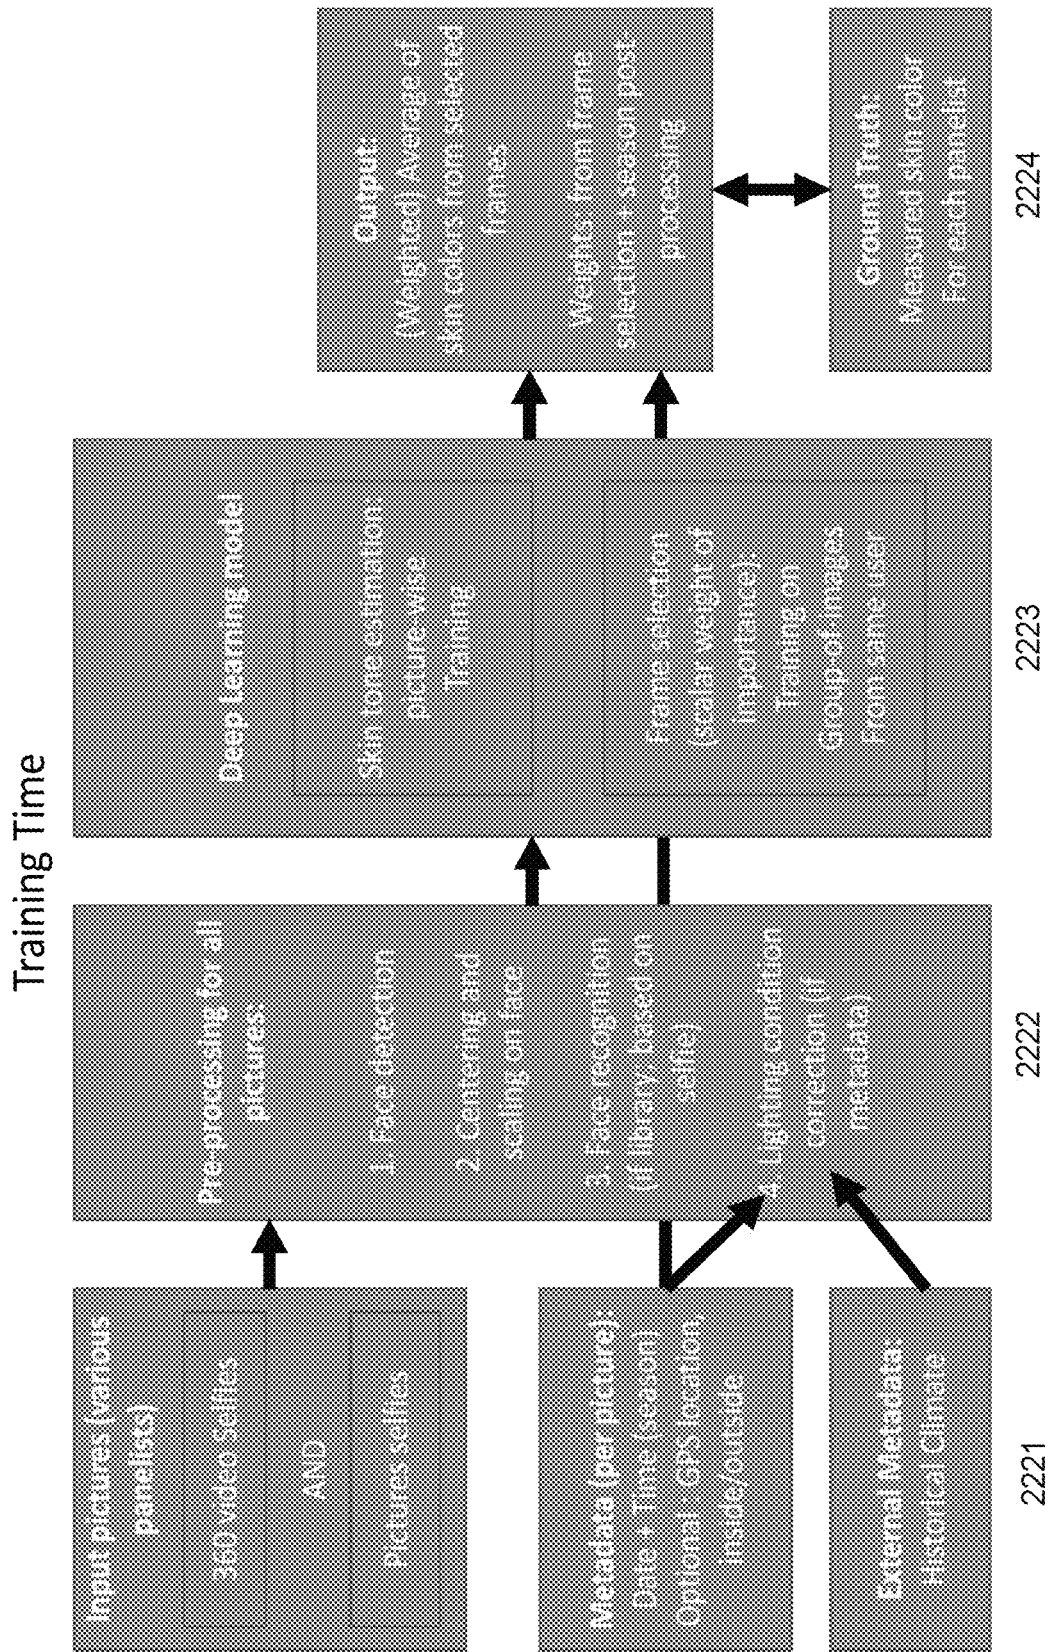 Training Time
Input pictures (various
panelists)
360 video Selfies
AND
Pictures selfies
Metadata (per picture):
Date + Time (season)
Optional: GPS location,
inside/outside
External Metadata:
Historical Climate
2221
Pre-processing for all
pictures:
1. Face detection
2. Centering and
scaling on face
3. Face recognition
(if library, based on
selfie)
4. Lighting condition
correction (if
metadata)
2222
Deep Learning model
Skin tone estimation:
picture-wise
Training
Frame selection
(scalar weight of
importance):
Training on
Group-of-images
From same user
2223
Output:
(Weighted) Average of
skin colors from selected
frames
Weights: from frame
selection + season post-
processing
Ground Truth:
Measured skin color
For each panelist
2224